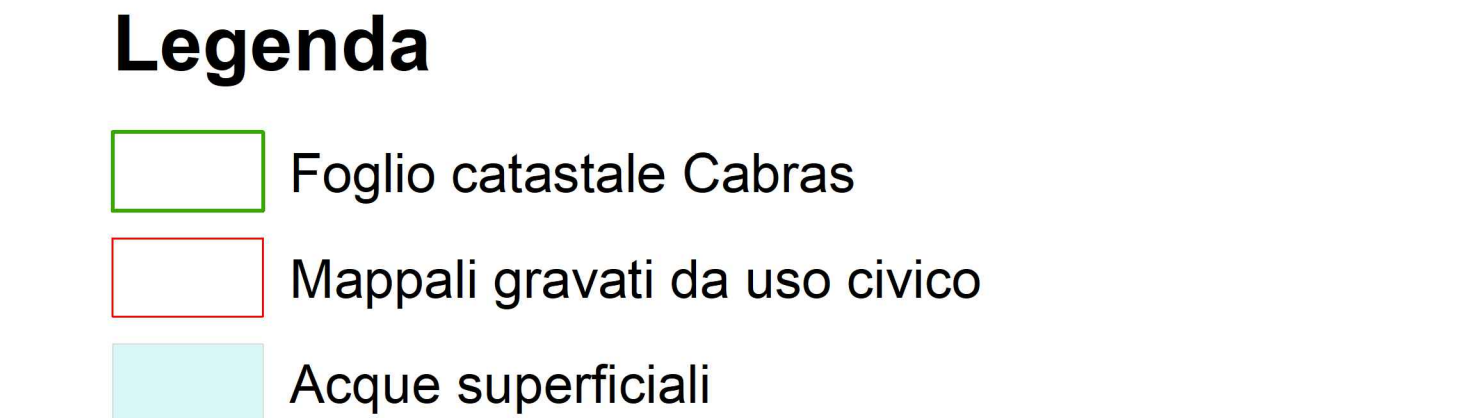 Legenda
Foglio catastale Cabras
Mappali gravati da uso civico
Acque superficiali